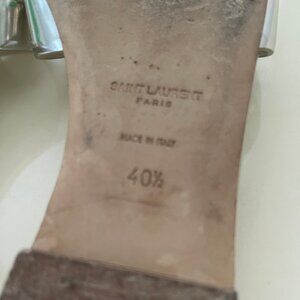 SAINT LAURENT
PARIS
MADE IN ITALY
40½